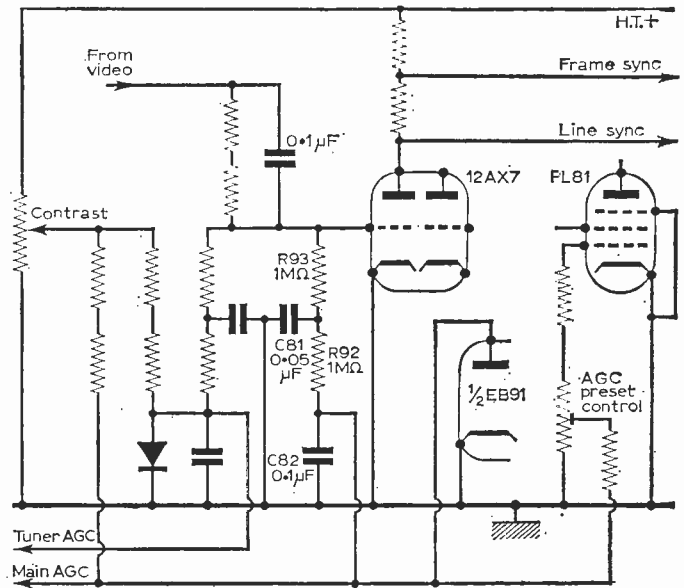 H.T.+
From
video
Frame sync
0·1µF
Line sync
12AX7
PL81
Contrast
R93
1MΩ
C81
0·05
µF
R92
1MΩ
½EB91
AGC
preset
control
C82
0·1µF
Tuner AGC
Main AGC